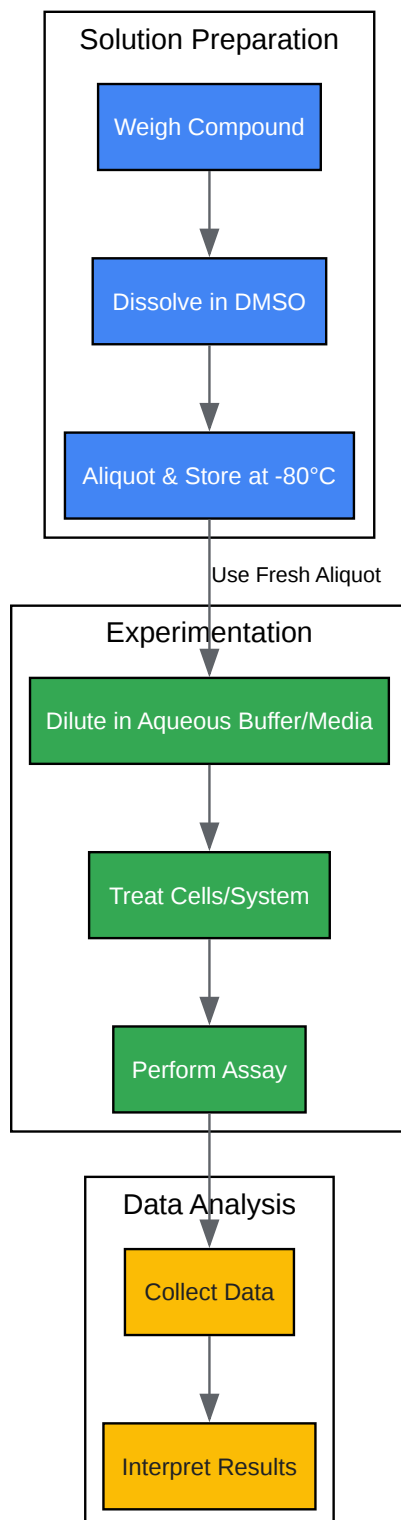 Solution Preparation
Weigh Compound
Dissolve in DMSO
Aliquot & Store at -80°C
Use Fresh Aliquot
Experimentation
Dilute in Aqueous Buffer/Media
Treat Cells/System
Perform Assay
Data Analysis
Collect Data
Interpret Results